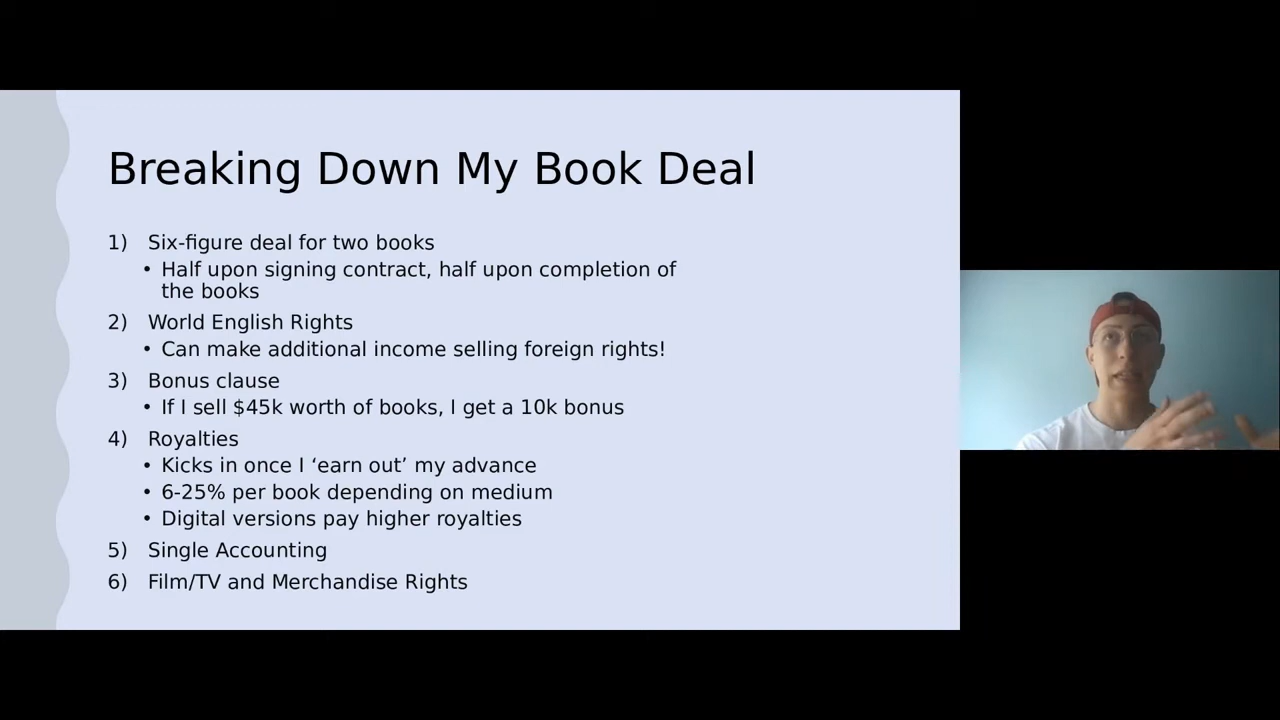 Breaking Down My Book Deal
1) Six-figure deal for two books
• Half upon signing contract, half upon completion of
the books
2) World English Rights
• Can make additional income selling foreign rights!
3) Bonus clause
• If I sell $45k worth of books, I get a 10k bonus
4) Royalties
• Kicks in once I ‘earn out’ my advance
• 6-25% per book depending on medium
• Digital versions pay higher royalties
5) Single Accounting
6) Film/TV and Merchandise Rights